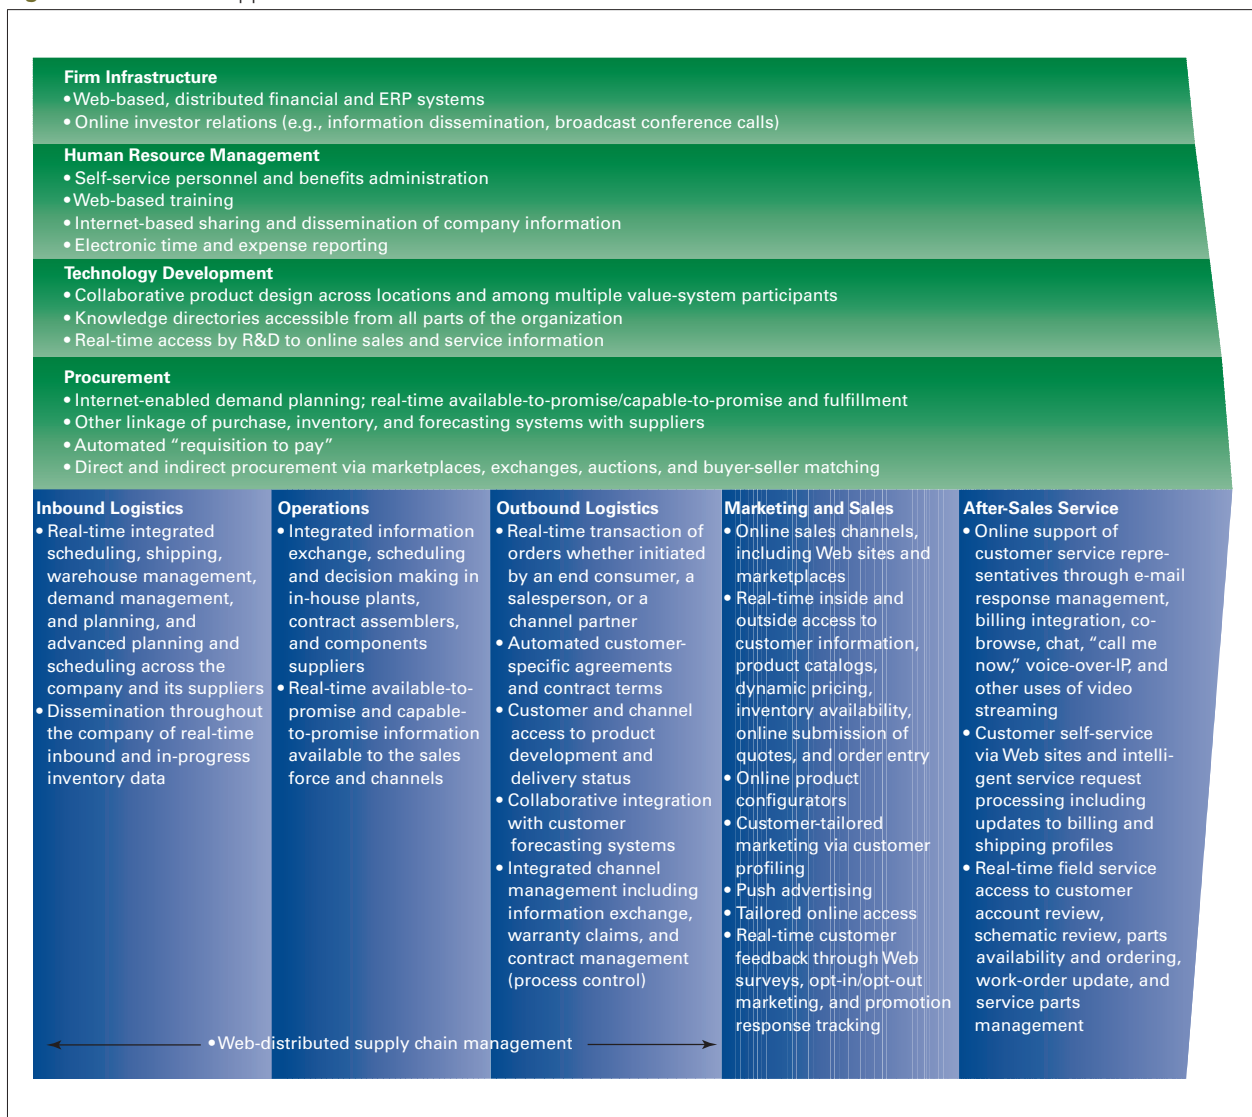 Firm Infrastructure
• Web-based, distributed financial and ERP systems
• Online investor relations (e.g., information dissemination, broadcast conference calls)
Human Resource Management
• Self-service personnel and benefits administration
• Web-based training
• Internet-based sharing and dissemination of company information
• Electronic time and expense reporting
Technology Development
• Collaborative product design across locations and among multiple value-system participants
• Knowledge directories accessible from all parts of the organization
• Real-time access by R&D to online sales and service information
Procurement
• Internet-enabled demand planning; real-time available-to-promise/capable-to-promise and fulfillment
• Other linkage of purchase, inventory, and forecasting systems with suppliers
• Automated “requisition to pay”
• Direct and indirect procurement via marketplaces, exchanges, auctions, and buyer-seller matching
Inbound Logistics
• Real-time integrated
scheduling, shipping,
warehouse management,
demand management,
and planning, and
advanced planning and
scheduling across the
company and its suppliers
• Dissemination throughout
the company of real-time
inbound and in-progress
inventory data
Operations
• Integrated information
exchange, scheduling
and decision making in
in-house plants,
contract assemblers,
and components
suppliers
• Real-time available-to-
promise and capable-
to-promise information
available to the sales
force and channels
Outbound Logistics
• Real-time transaction of
orders whether initiated
by an end consumer, a
salesperson, or a
channel partner
• Automated customer-
specific agreements
and contract terms
• Customer and channel
access to product
development and
delivery status
• Collaborative integration
with customer
forecasting systems
• Integrated channel
management including
information exchange,
warranty claims, and
contract management
(process control)
Marketing and Sales
• Online sales channels,
including Web sites and
marketplaces
• Real-time inside and
outside access to
customer information,
product catalogs,
dynamic pricing,
inventory availability,
online submission of
quotes, and order entry
• Online product
configurators
• Customer-tailored
marketing via customer
profiling
• Push advertising
• Tailored online access
• Real-time customer
feedback through Web
surveys, opt-in/opt-out
marketing, and promotion
response tracking
After-Sales Service
• Online support of
customer service repre-
sentatives through e-mail
response management,
billing integration, co-
browse, chat, “call me
now,” voice-over-IP, and
other uses of video
streaming
• Customer self-service
via Web sites and intelli-
gent service request
processing including
updates to billing and
shipping profiles
• Real-time field service
access to customer
account review,
schematic review, parts
availability and ordering,
work-order update, and
service parts
management
• Web-distributed supply chain management